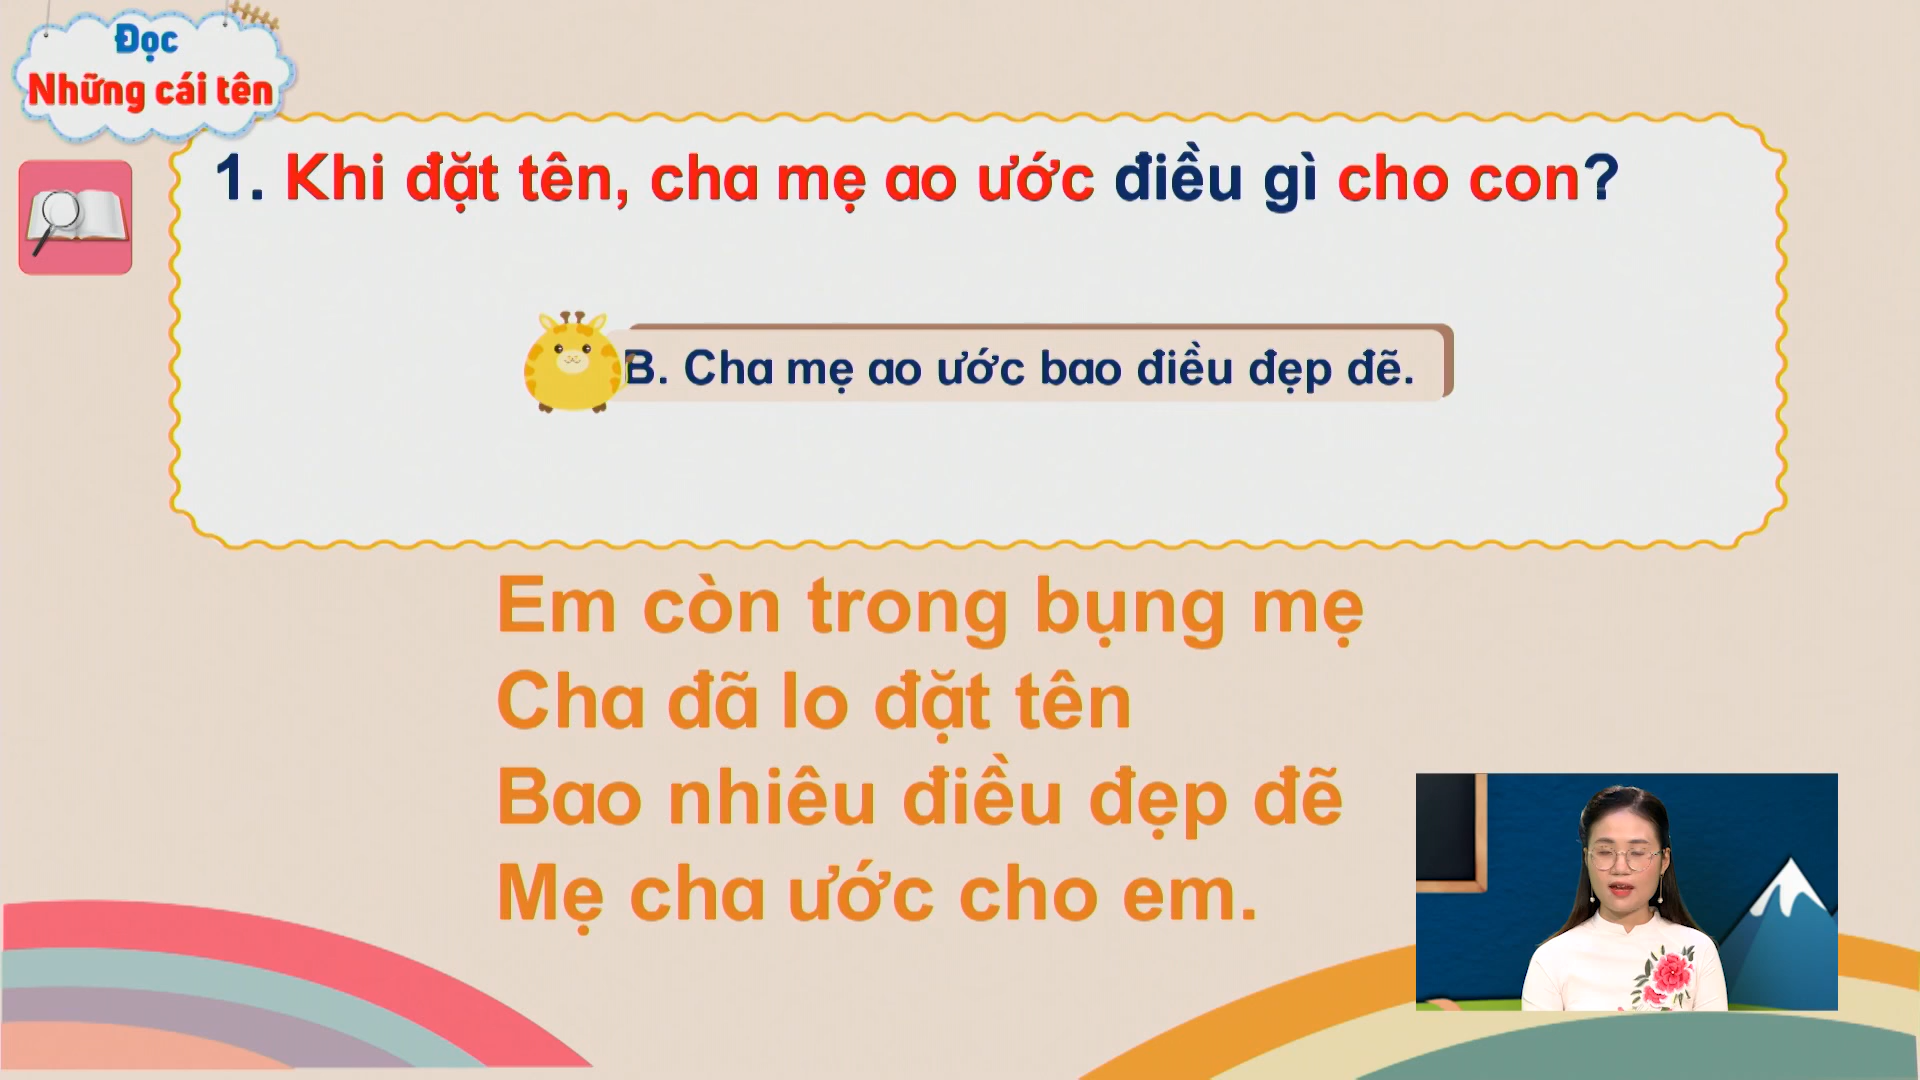 Đọc
Những cái tên
1. Khi đặt tên, cha mẹ ao ước điều gì cho con?
B. Cha mẹ ao ước bao điều đẹp đẽ.
Em còn trong bụng mẹ
Cha đã lo đặt tên
Bao nhiêu điều đẹp đẽ
Mẹ cha ước cho em.